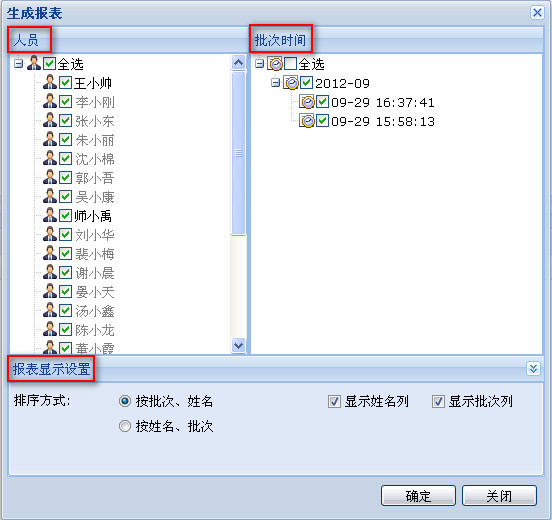 生成报表
人员
全选
王小帅
李小刚
张小东
朱小丽
沈小棉
郭小吾
吴小康
师小禹
刘小华
裴小梅
谢小晨
晏小天
汤小鑫
陈小龙
董小霞
批次时间
全选
2012-09
09-29 16:37:41
09-29 15:58:13
报表显示设置
排序方式: 按批次、姓名 显示姓名列 显示批次列
按姓名、批次
确定 关闭